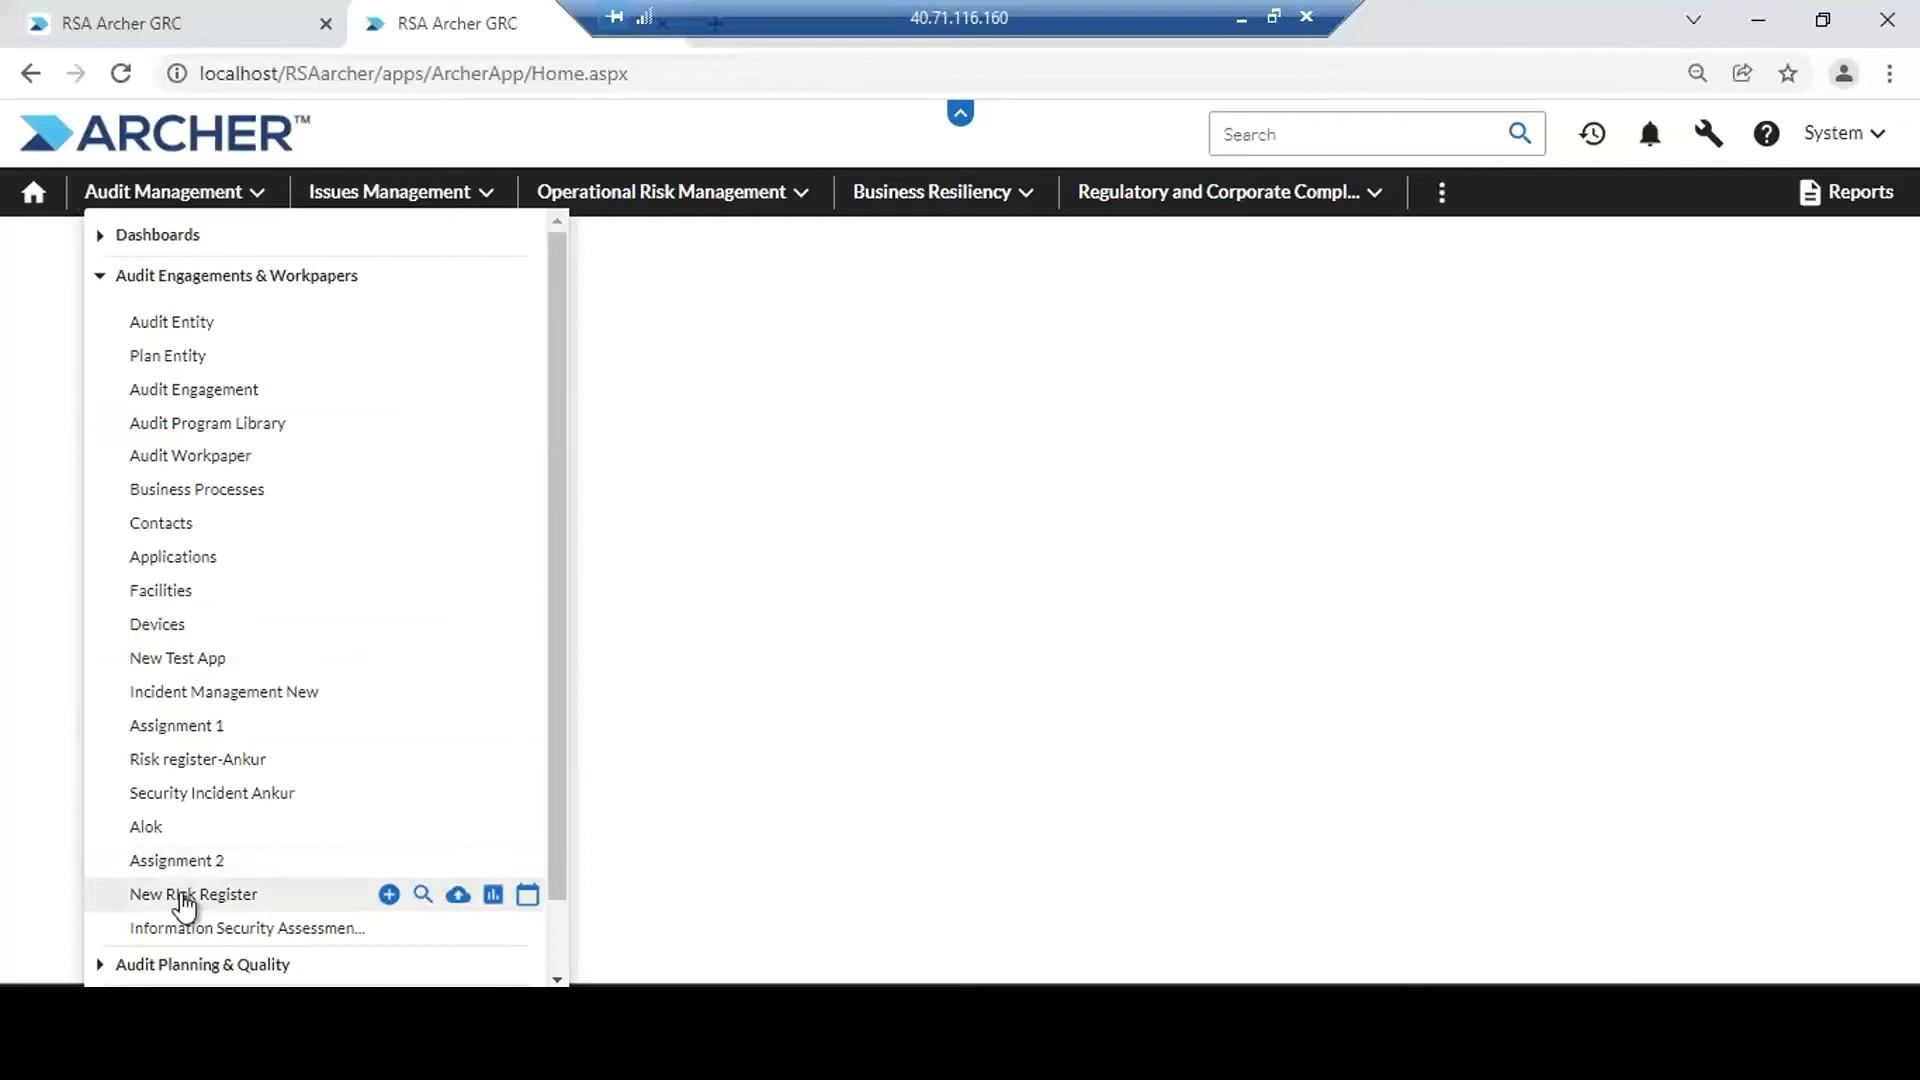 RSA Archer GRC
RSA Archer GRC
40.71.116.160
localhost/RSAarcher/apps/ArcherApp/Home.aspx
ARCHER™
Search
System
Audit Management
Issues Management
Operational Risk Management
Business Resiliency
Regulatory and Corporate Compl...
Reports
Dashboards
Audit Engagements & Workpapers
Audit Entity
Plan Entity
Audit Engagement
Audit Program Library
Audit Workpaper
Business Processes
Contacts
Applications
Facilities
Devices
New Test App
Incident Management New
Assignment 1
Risk register-Ankur
Security Incident Ankur
Alok
Assignment 2
New Risk Register
Information Security Assessmen...
Audit Planning & Quality